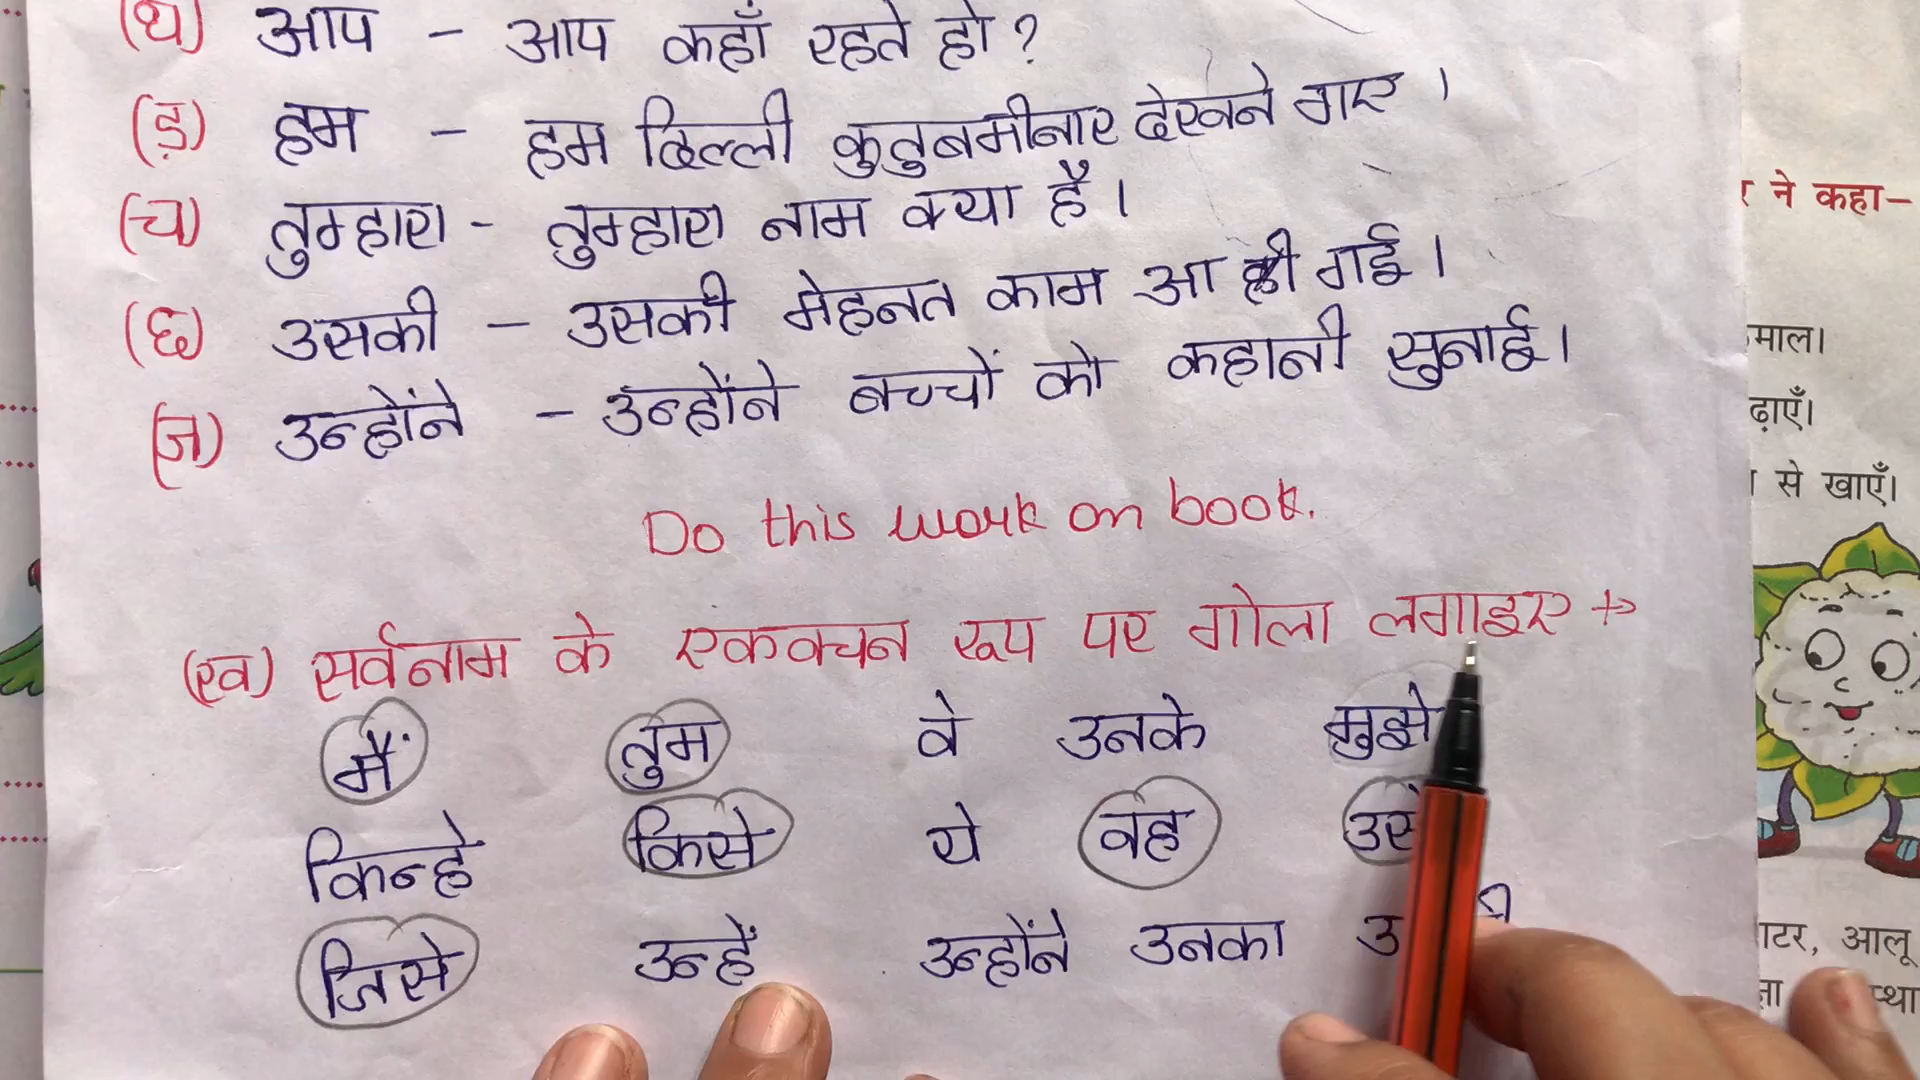 (घ) आप - आप कहाँ रहते हो ?
(ड़) हम - हम दिल्ली कुतुबमीनार देखने गए ।
(च) तुम्हारा - तुम्हारा नाम क्या है ।
(छ) उसकी - उसकी मेहनत काम आ ही गई ।
(ज) उन्होंने - उन्होंने बच्चों को कहानी सुनाई ।
Do this work on book.
(ख) सर्वनाम के एकवचन रूप पर गोला लगाइए →
मैं तुम वे उनके मुझे
किन्हे किसे ये वह
जिसे उन्हें उन्होंने उनका
ने कहा-
माल।
ढ़ाएँ।
से खाएँ।
टर, आलू